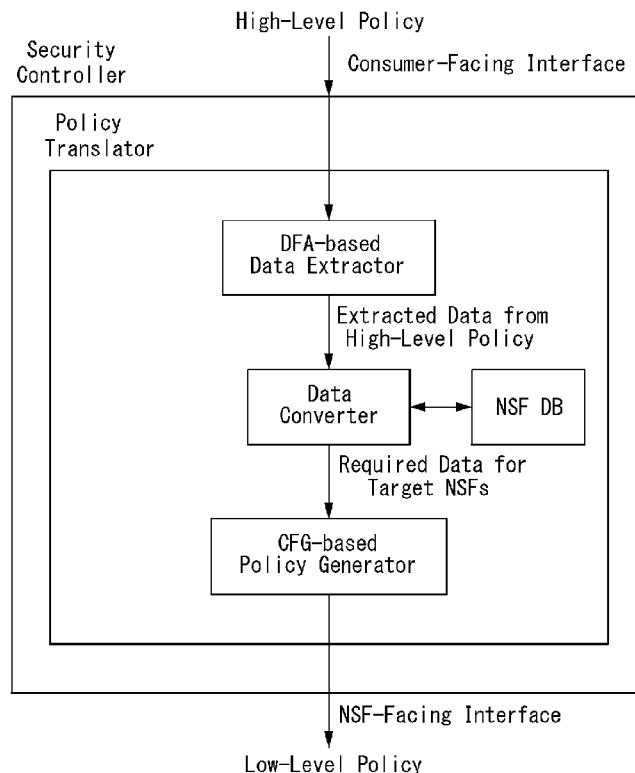 High-Level Policy
Security
Controller
Consumer-Facing Interface
Policy
Translator
DFA-based
Data Extractor
Extracted Data from
High-Level Policy
Data
Converter
NSF DB
Required Data for
Target NSFs
CFG-based
Policy Generator
NSF-Facing Interface
Low-Level Policy